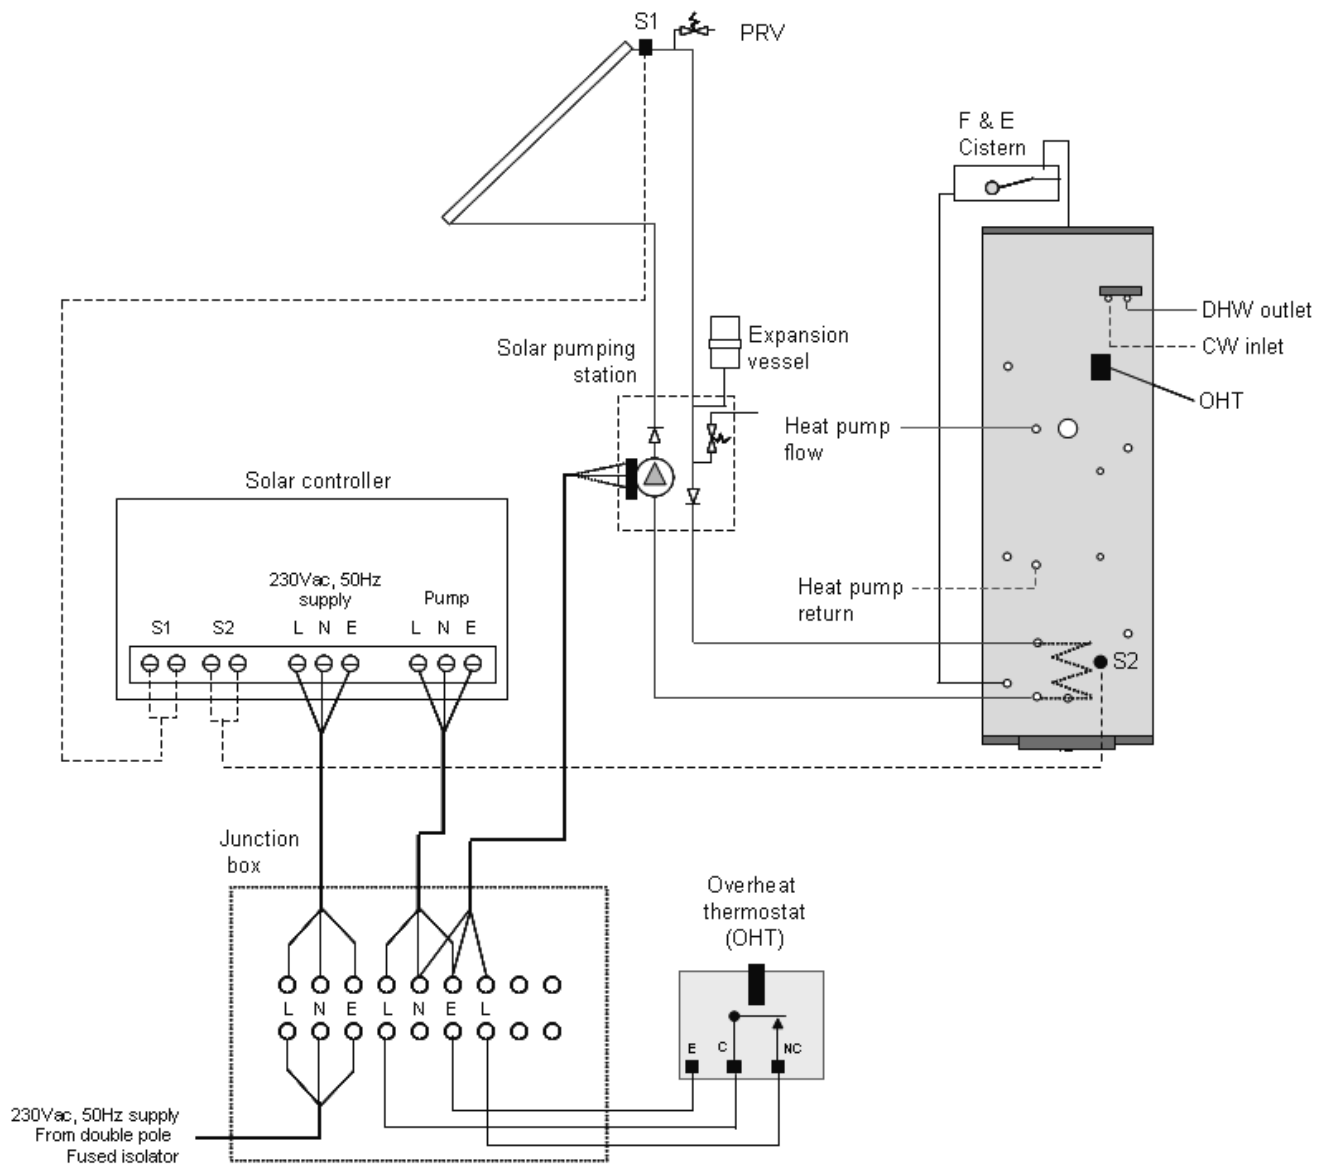 S1
PRV
F & E
Cistern
DHW outlet
CW inlet
OHT
Expansion
vessel
Solar pumping
station
Heat pump
flow
Solar controller
230Vac, 50Hz
supply
Pump
S1 S2 L N E L N E
Heat pump
return
S2
Junction
box
Overheat
thermostat
(OHT)
L N E L N E L
E C NC
230Vac, 50Hz supply
From double pole
Fused isolator